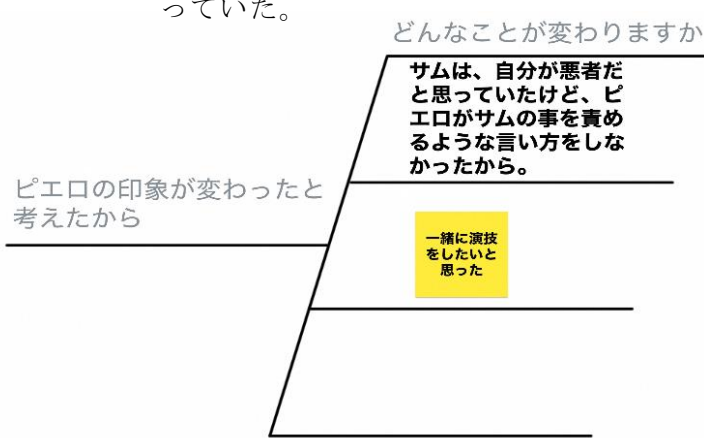 っていた。
どんなことが変わりますか
サムは、自分が悪者だ
と思っていたけど、ピ
エロがサムの事を責め
るような言い方をしな
かったから。
ピエロの印象が変わったと
考えたから
一緒に演技
をしたいと
思った